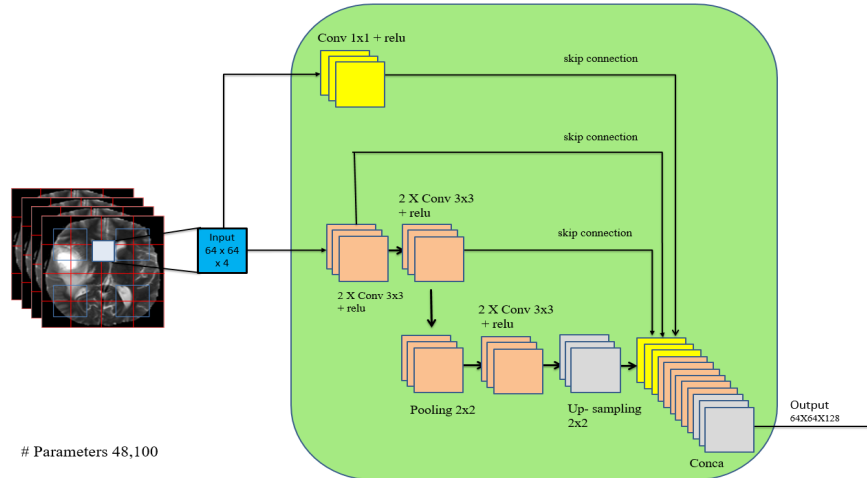 Conv 1x1 + relu
skip connection
skip connection
2 X Conv 3x3
+ relu
Input
64 x 64
x 4
skip connection
2 X Conv 3x3
+ relu
2 X Conv 3x3
+ relu
Pooling 2x2
Up- sampling
2x2
Output
64X64X128
Conca
# Parameters 48,100